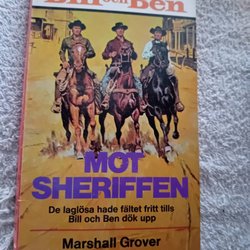 Bill och Ben
MOT
SHERIFFEN
De laglösa hade fältet fritt tills
Bill och Ben dök upp
Marshall Grover